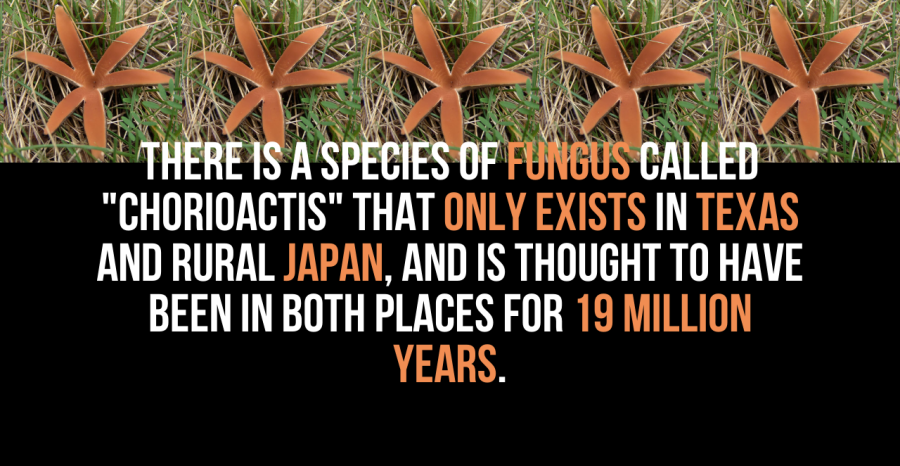 THERE IS A SPECIES OF FUNGUS CALLED
"CHORIOACTIS" THAT ONLY EXISTS IN TEXAS
AND RURAL JAPAN, AND IS THOUGHT TO HAVE
BEEN IN BOTH PLACES FOR 19 MILLION
YEARS.